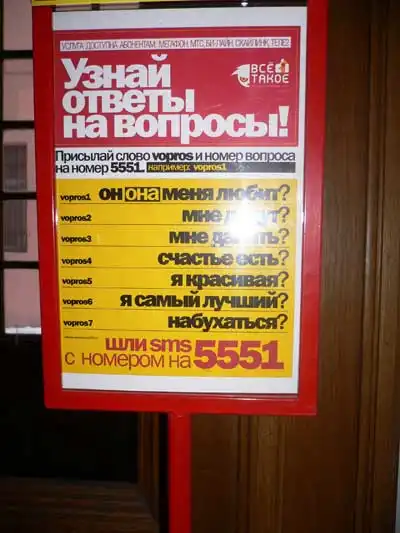 УСЛУГА ДОСТУПНА АБОНЕНТАМ: МЕГАФОН, МТС, БИ-ЛАЙН, СКАЙЛИНК, ТЕЛЕ2
Узнай
ответы
на вопросы!
ВСЁ
ТАКОЕ
Присылай слово vopros и номер вопроса
на номер 5551. например: vopros1
vopros1 он она меня любит?
vopros2 мне
vopros3 мне
vopros4 счастье есть?
vopros5 я красивая?
vopros6 я самый лучший?
vopros7 набухаться?
шли sms
с номером на 5551